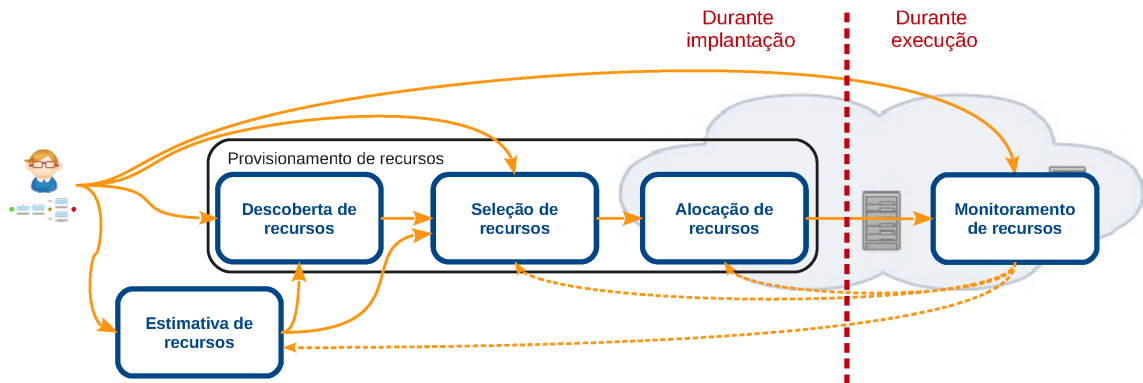 Durante
implantação
Durante
execução
Provisionamento de recursos
Descoberta de
recursos
Seleção de
recursos
Alocação de
recursos
Monitoramento
de recursos
Estimativa de
recursos